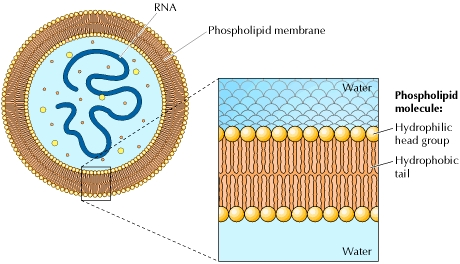 RNA
Phospholipid membrane
Water
Phospholipid
molecule:
Hydrophilic
head group
Hydrophobic
tail
Water